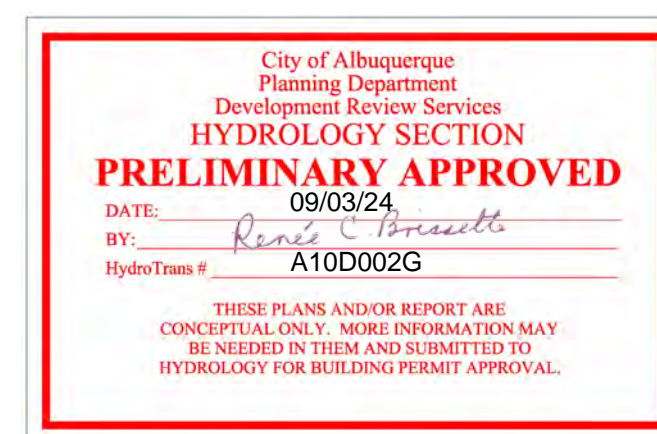 City of Albuquerque
Planning Department
Development Review Services
HYDROLOGY SECTION
PRELIMINARY APPROVED
DATE: 09/03/24
BY: Renée C. Brissette
HydroTrans # A10D002G
THESE PLANS AND/OR REPORT ARE
CONCEPTUAL ONLY. MORE INFORMATION MAY
BE NEEDED IN THEM AND SUBMITTED TO
HYDROLOGY FOR BUILDING PERMIT APPROVAL.